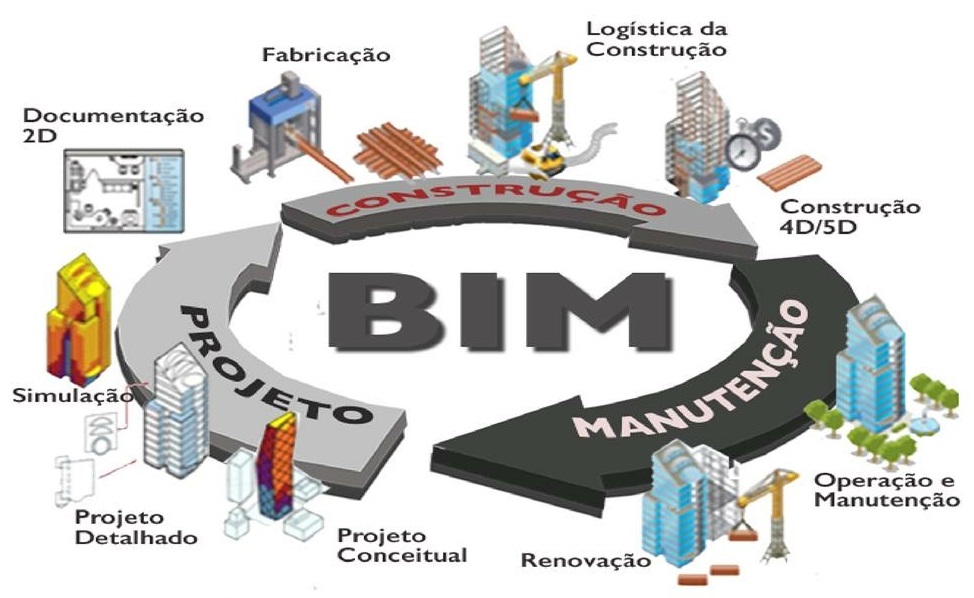 Logística da
Construção
Fabricação
Documentação
2D
CONSTRUÇÃO
Construção
4D/5D
BIM
PROJETO
MANUTENÇÃO
Simulação
Operação e
Manutenção
Projeto
Detalhado
Projeto
Conceitual
Renovação